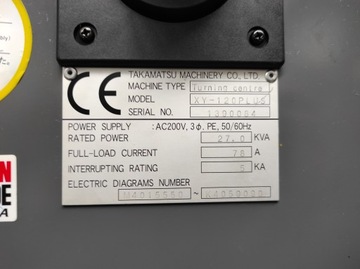 TAKAMATSU MACHINERY CO., LTD
MACHINE TYPE Turning centre
MODEL XY-120PLUS
SERIAL NO.
POWER SUPPLY :AC200V, 3φ. PE, 50/60Hz
RATED POWER 27.0 KVA
FULL-LOAD CURRENT 78 A
INTERRUPTING RATING 5 KA
ELECTRIC DIAGRAMS NUMBER
~
CE